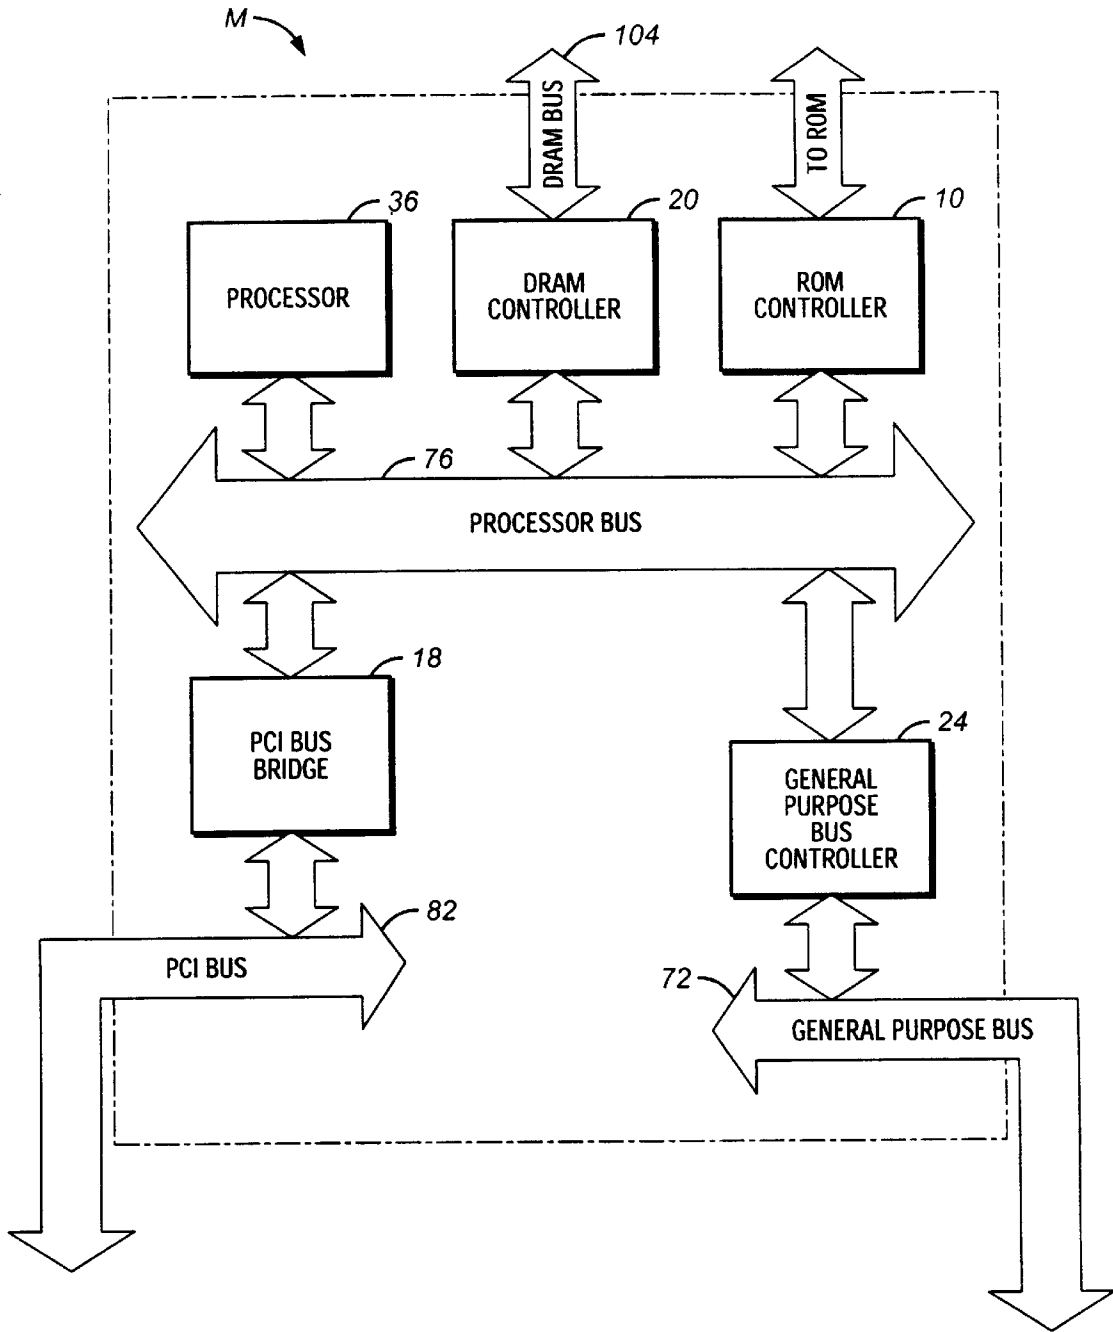 M
104
DRAM BUS
TO ROM
36
20
10
PROCESSOR
DRAM
CONTROLLER
ROM
CONTROLLER
76
PROCESSOR BUS
18
PCI BUS
BRIDGE
24
GENERAL
PURPOSE
BUS
CONTROLLER
82
PCI BUS
72
GENERAL PURPOSE BUS